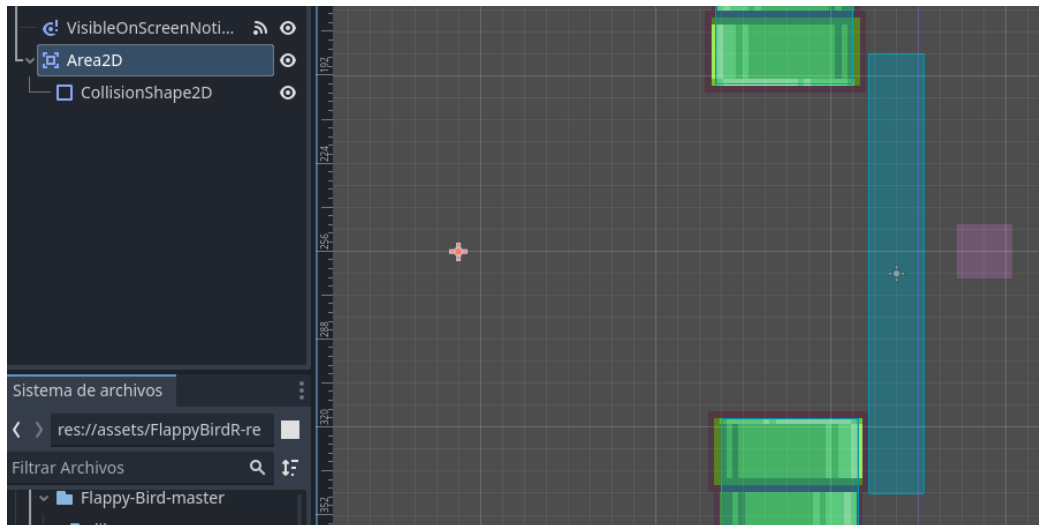 VisibleOnScreenNoti...
Area2D
CollisionShape2D
192
224
256
288
320
352
Sistema de archivos
res://assets/FlappyBirdR-re
Filtrar Archivos
Flappy-Bird-master